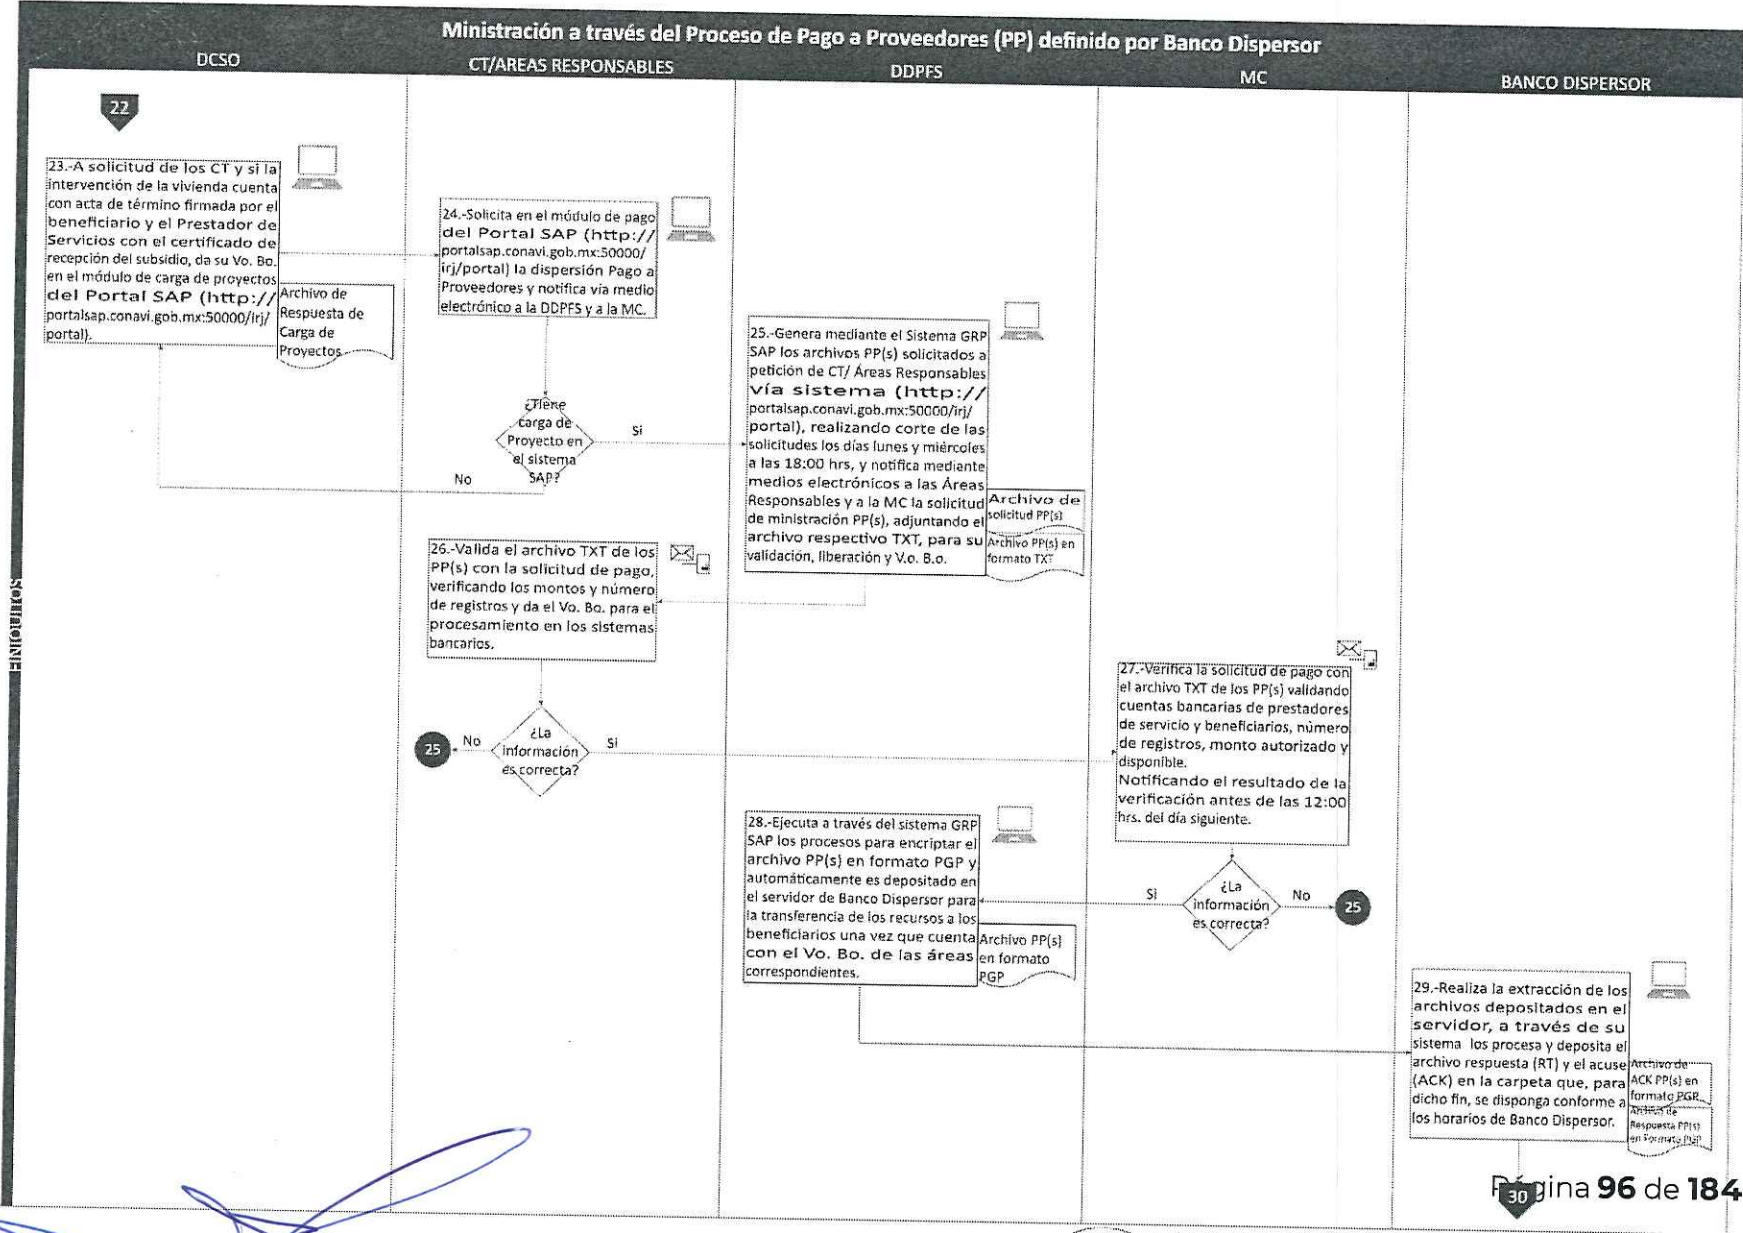 Ministración a través del Proceso de Pago a Proveedores (PP) definido por Banco Dispersor
DCSO
CT/AREAS RESPONSABLES
DDPFS
MC
BANCO DISPERSOR
22
23.-A solicitud de los CT y si la
intervención de la vivienda cuenta
con acta de término firmada por el
beneficiario y el Prestador de
Servicios con el certificado de
recepción del subsidio, da su Vo. Bo.
en el módulo de carga de proyectos
del Portal SAP (http://
portalsap.conavi.gob.mx:50000/irj/
portal).
Archivo de
Respuesta de
Carga de
Proyectos
24.-Solicita en el módulo de pago
del Portal SAP (http://
portalsap.conavi.gob.mx:50000/
irj/portal) la dispersión Pago a
Proveedores y notifica vía medio
electrónico a la DDPFS y a la MC.
¿Tiene
carga de
Proyecto en
el sistema
SAP?
Si
No
25.-Genera mediante el Sistema GRP
SAP los archivos PP(s) solicitados a
petición de CT/ Áreas Responsables
vía sistema (http://
portalsap.conavi.gob.mx:50000/irj/
portal), realizando corte de las
solicitudes los días lunes y miércoles
a las 18:00 hrs, y notifica mediante
medios electrónicos a las Áreas
Responsables y a la MC la solicitud
de ministración PP(s), adjuntando el
archivo respectivo TXT, para su
validación, liberación y V.o. B.o.
Archivo de
solicitud PP(s)
Archivo PP(s) en
formato TXT
26.-Valida el archivo TXT de los
PP(s) con la solicitud de pago,
verificando los montos y número
de registros y da el Vo. Bo. para el
procesamiento en los sistemas
bancarios.
¿La
información
es correcta?
No
25
Si
27.-Verifica la solicitud de pago con
el archivo TXT de los PP(s) validando
cuentas bancarias de prestadores
de servicio y beneficiarios, número
de registros, monto autorizado y
disponible.
Notificando el resultado de la
verificación antes de las 12:00
hrs. del día siguiente.
¿La
información
es correcta?
Si
No
25
28.-Ejecuta a través del sistema GRP
SAP los procesos para encriptar el
archivo PP(s) en formato PGP y
automáticamente es depositado en
el servidor de Banco Dispersor para
la transferencia de los recursos a los
beneficiarios una vez que cuenta
con el Vo. Bo. de las áreas
correspondientes.
Archivo PP(s)
en formato
PGP
29.-Realiza la extracción de los
archivos depositados en el
servidor, a través de su
sistema los procesa y deposita el
archivo respuesta (RT) y el acuse
(ACK) en la carpeta que, para
dicho fin, se disponga conforme a
los horarios de Banco Dispersor.
Archivo de
ACK PP(s) en
formato PGP
Archivo de
Respuesta PP(s)
en Formato PGP
30
Página 96 de 184